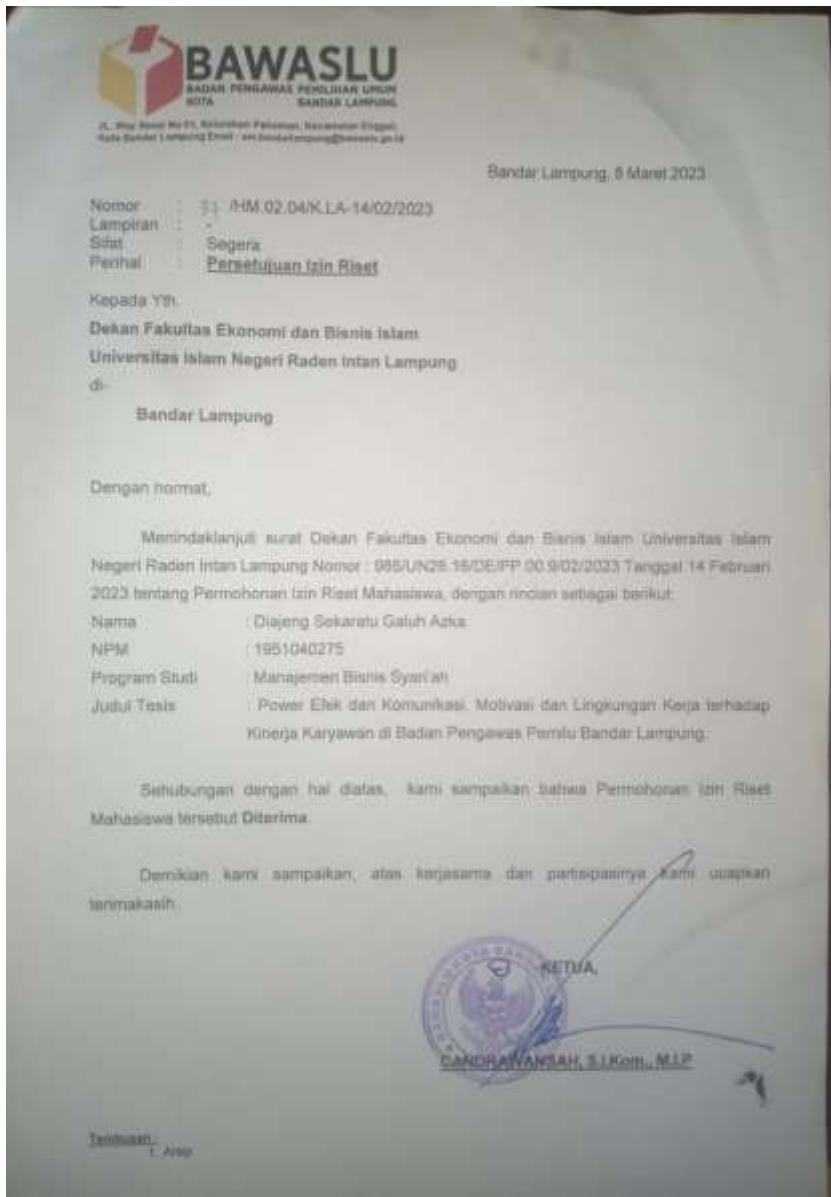 BAWASLU
BADAN PENGAWAS PEMILIHAN UMUM
KOTA BANDAR LAMPUNG
Bandar Lampung, 8 Maret 2023
Nomor : /HM.02.04/K.LA-14/02/2023
Lampiran : -
Sifat : Segera
Perihal : Persetujuan Izin Riset
Kepada Yth.
Dekan Fakultas Ekonomi dan Bisnis Islam
Universitas Islam Negeri Raden Intan Lampung
di-
Bandar Lampung
Dengan hormat,
Menindaklanjuti surat Dekan Fakultas Ekonomi dan Bisnis Islam Universitas Islam
Negeri Raden Intan Lampung Nomor : 985/UN26.16/DE/PP.00.9/02/2023 Tanggal 14 Februari
2023 tentang Permohonan Izin Riset Mahasiswa, dengan rincian sebagai berikut:
Nama : Diajeng Sekaratu Galuh Azka
NPM : 1951040275
Program Studi : Manajemen Bisnis Syari'ah
Judul Tesis : Power Efek dan Komunikasi, Motivasi dan Lingkungan Kerja terhadap
Kinerja Karyawan di Badan Pengawas Pemilu Bandar Lampung.
Sehubungan dengan hal diatas, kami sampaikan bahwa Permohonan Izin Riset
Mahasiswa tersebut Diterima.
Demikian kami sampaikan, atas kerjasama dan partisipasinya kami ucapkan
terimakasih.
KETUA,
CANDRAWANSAH, S.I.Kom., M.I.P
Tembusan :
1. Arsip